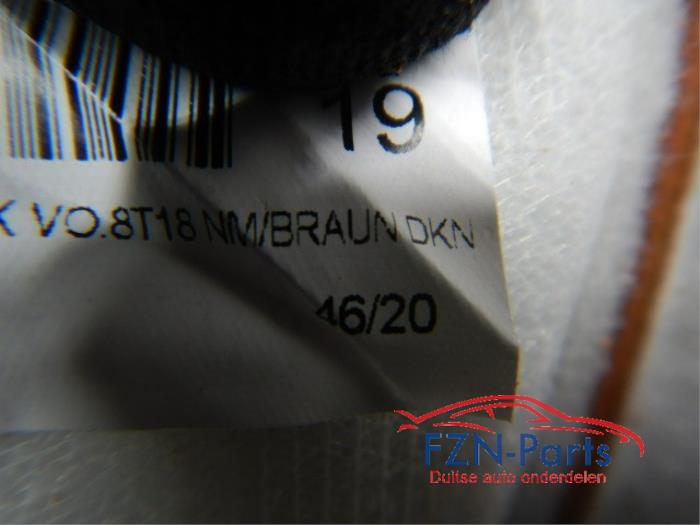 19
K VO.8T18 NM/BRAUN DKN
46/20
FZN-Parts
Duitse auto onderdelen